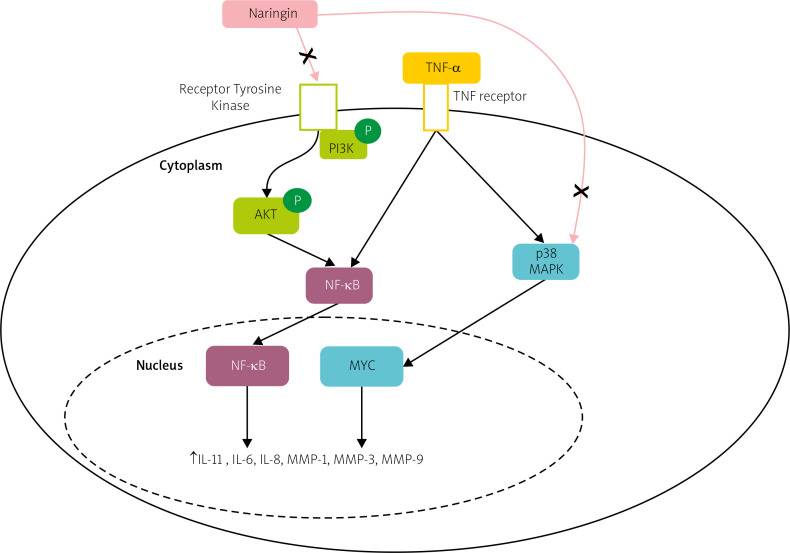 Naringin
TNF-α
Receptor Tyrosine
Kinase
TNF receptor
P
PI3K
Cytoplasm
P
AKT
p38
MAPK
NF-κB
Nucleus
NF-κB
MYC
↑IL-11 , IL-6, IL-8, MMP-1, MMP-3, MMP-9